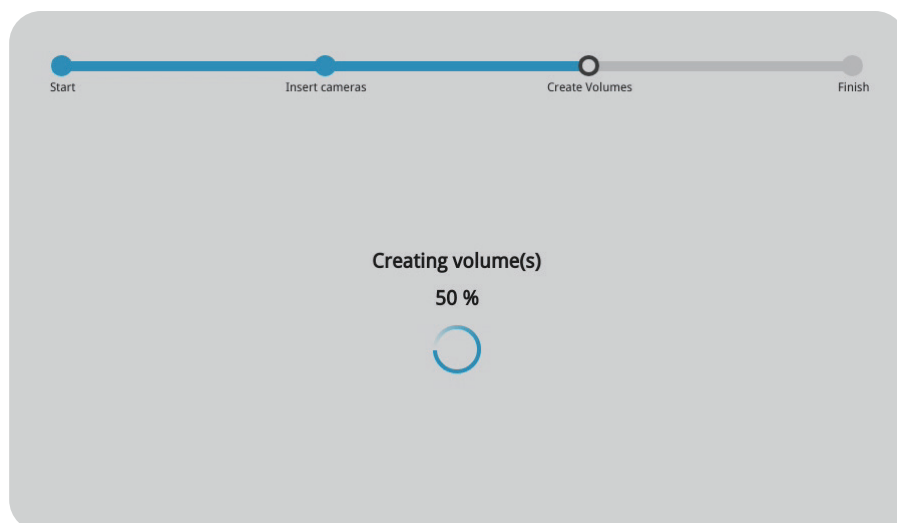 Start
Insert cameras
Create Volumes
Finish
Creating volume(s)
50 %